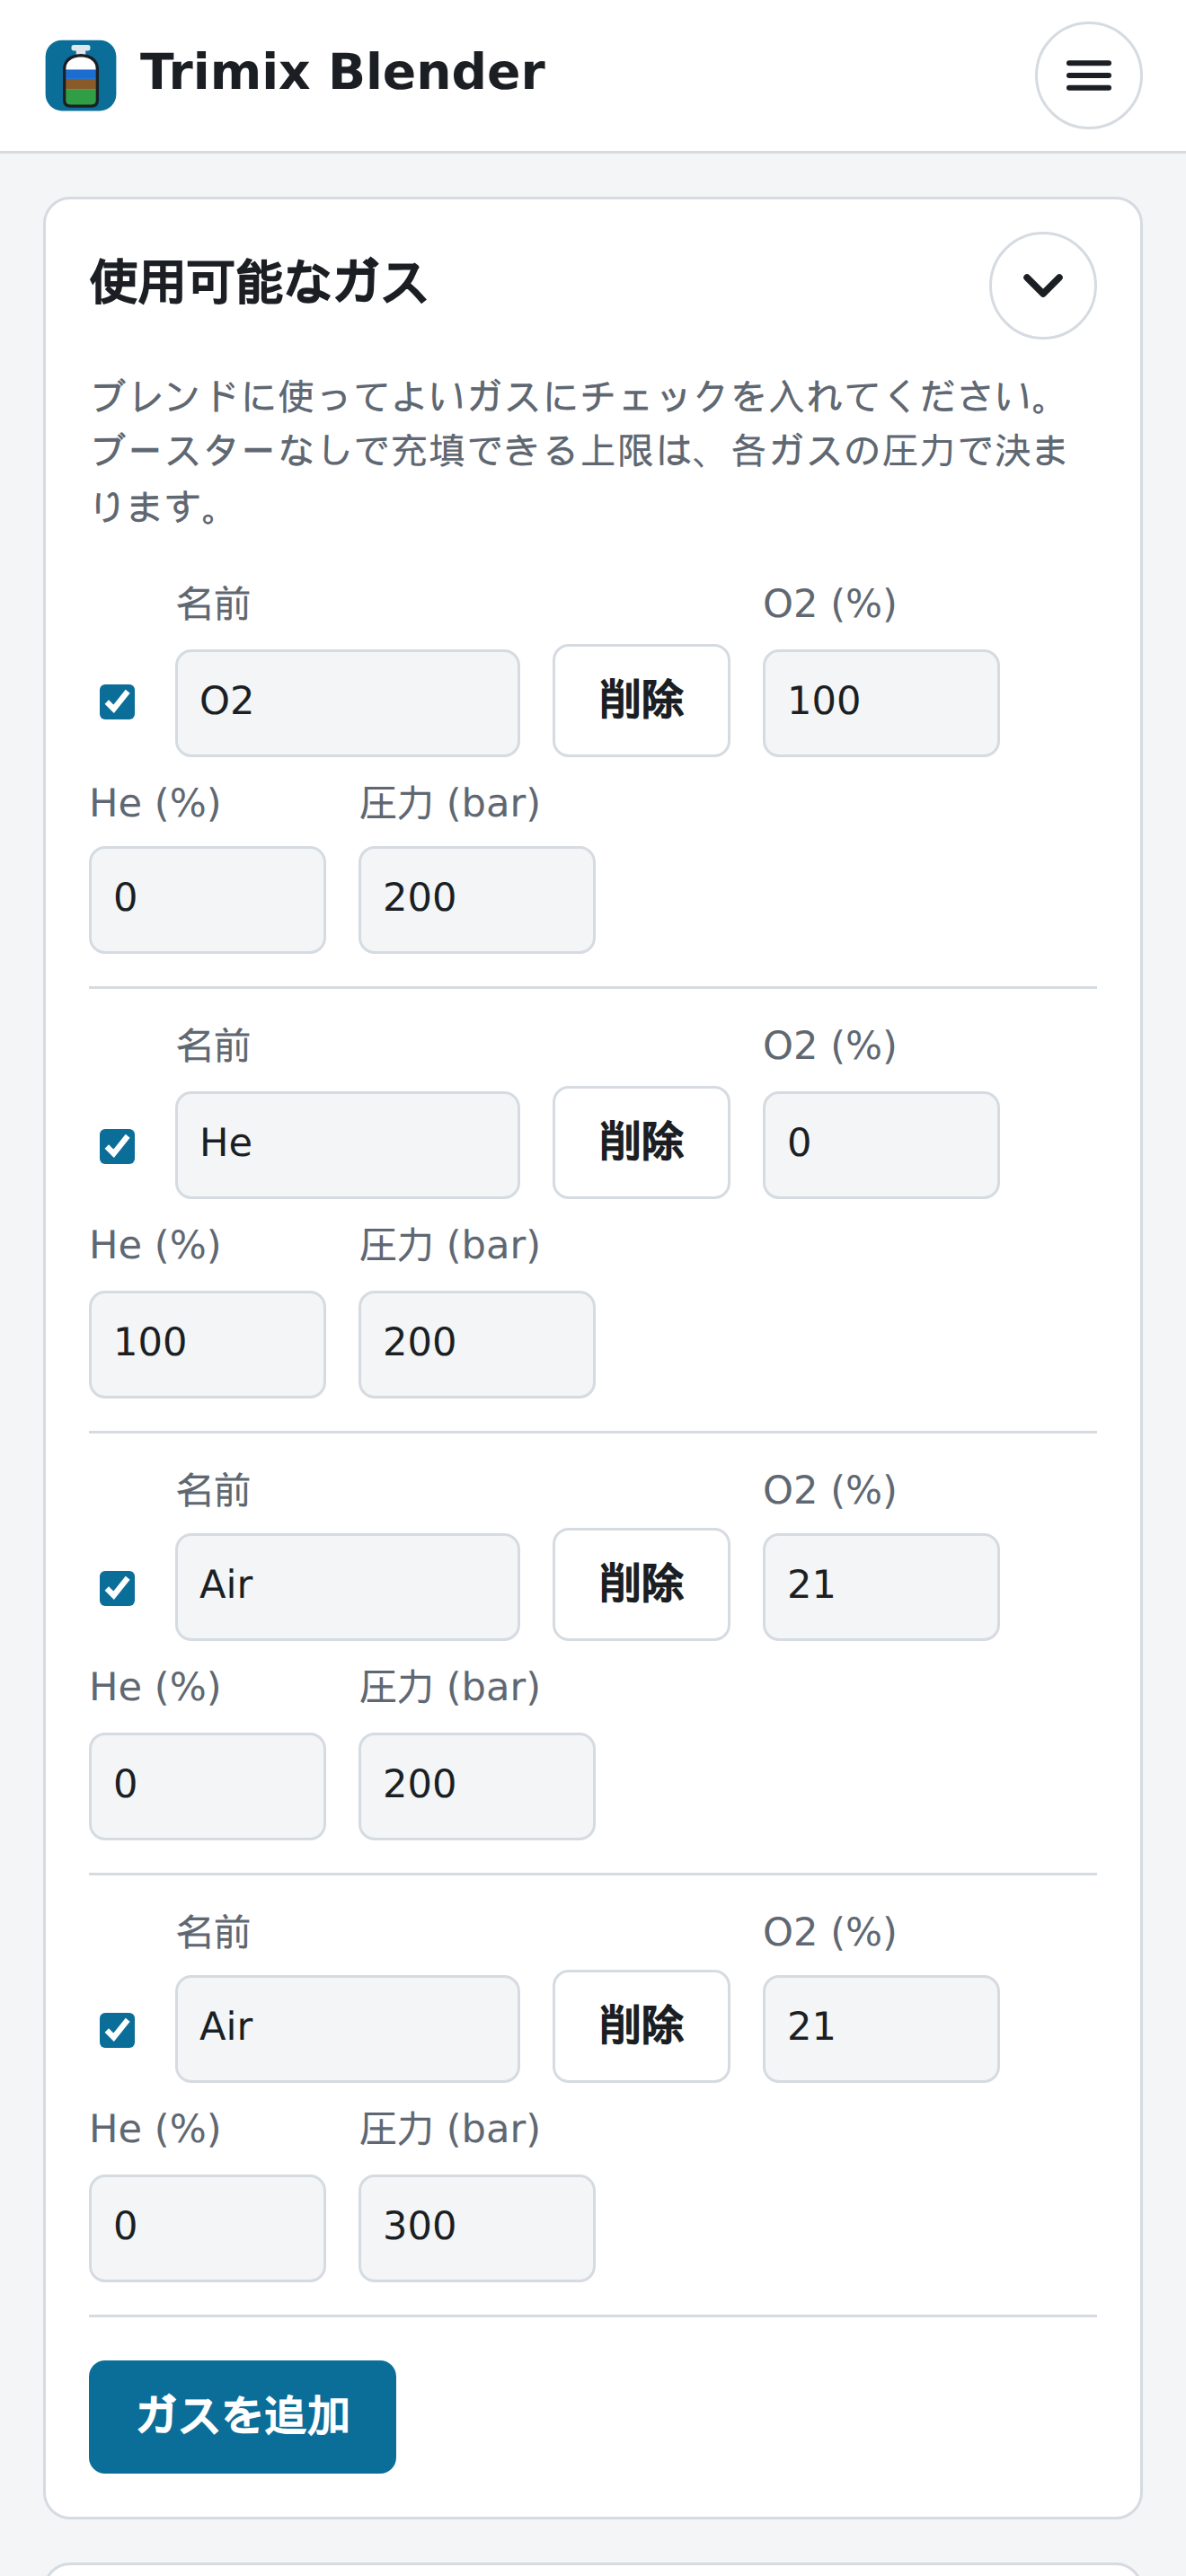 Trimix Blender
使用可能なガス
ブレンドに使ってよいガスにチェックを入れてください。
ブースターなしで充填できる上限は、各ガスの圧力で決ま
ります。
名前 O2 (%)
O2 削除 100
He (%) 圧力 (bar)
0 200
名前 O2 (%)
He 削除 0
He (%) 圧力 (bar)
100 200
名前 O2 (%)
Air 削除 21
He (%) 圧力 (bar)
0 200
名前 O2 (%)
Air 削除 21
He (%) 圧力 (bar)
0 300
ガスを追加